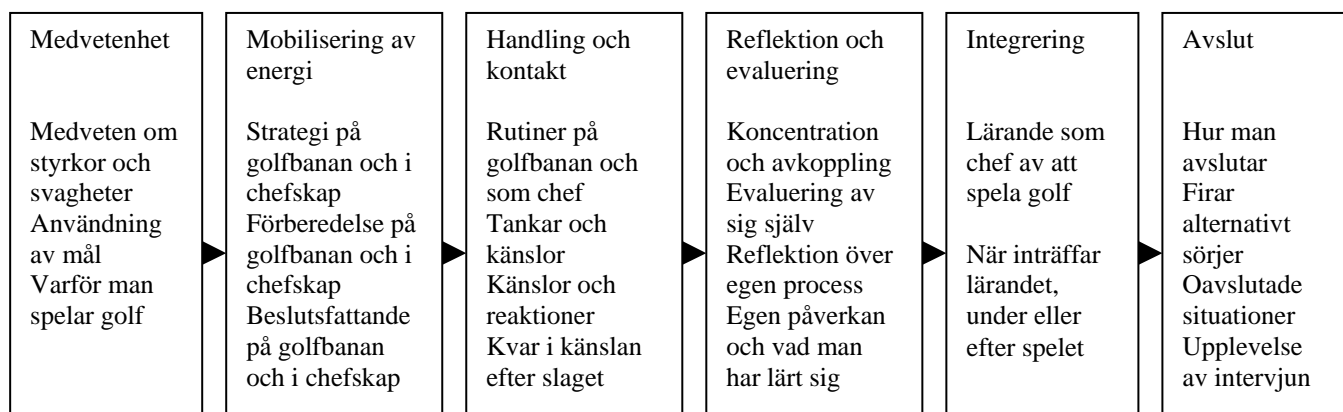 Medvetenhet
Medveten om
styrkor och
svagheter
Användning
av mål
Varför man
spelar golf
Mobilisering av
energi
Strategi på
golfbanan och i
chefskap
Förberedelse på
golfbanan och i
chefskap
Beslutsfattande
på golfbanan
och i chefskap
Handling och
kontakt
Rutiner på
golfbanan och
som chef
Tankar och
känslor
Känslor och
reaktioner
Kvar i känslan
efter slaget
Reflektion och
evaluering
Koncentration
och avkoppling
Evaluering av
sig själv
Reflektion över
egen process
Egen påverkan
och vad man
har lärt sig
Integrering
Lärande som
chef av att
spela golf
När inträffar
lärandet,
under eller
efter spelet
Avslut
Hur man
avslutar
Firar
alternativt
sörjer
Oavslutade
situationer
Upplevelse
av intervjun